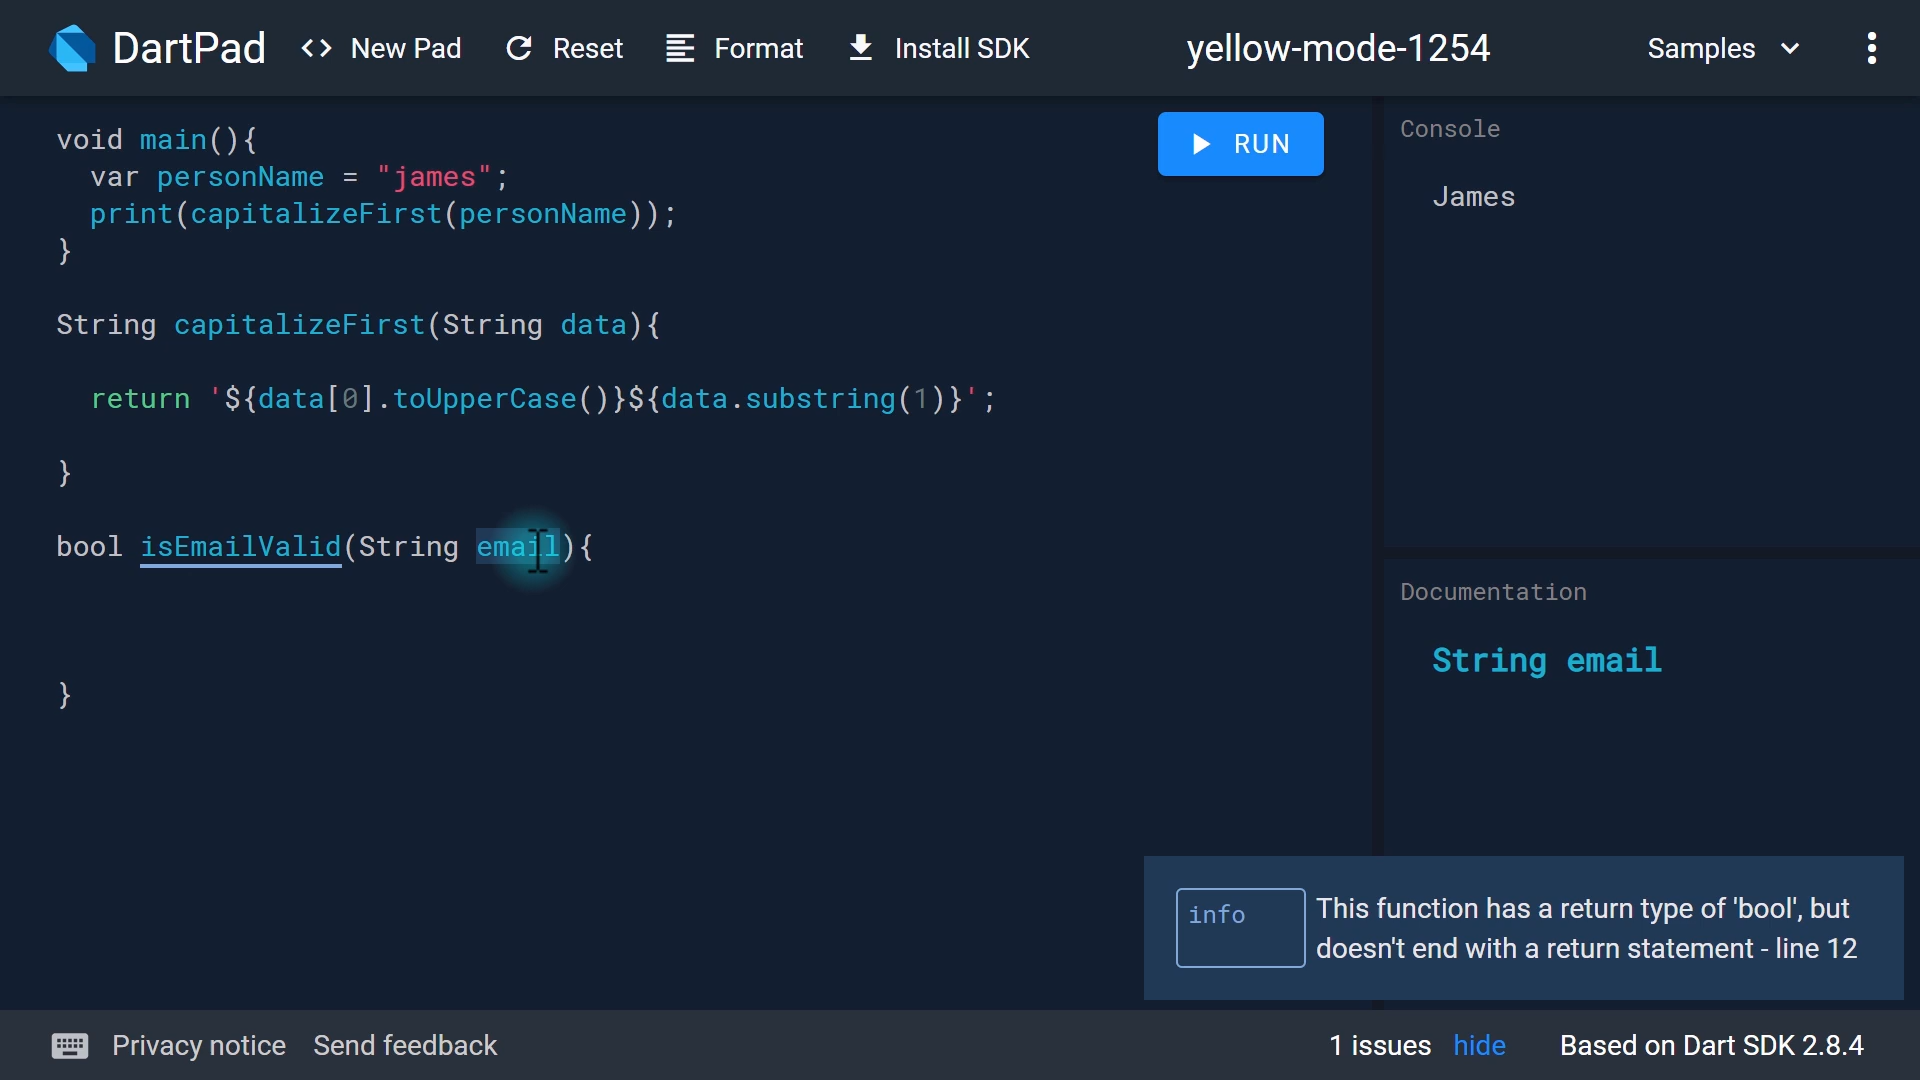 DartPad <> New Pad Reset Format Install SDK yellow-mode-1254 Samples
void main(){
  var personName = "james";
  print(capitalizeFirst(personName));
}
String capitalizeFirst(String data){
  return '${data[0].toUpperCase()}${data.substring(1)}';
}
bool isEmailValid(String email){
}
RUN
Console
James
Documentation
String email
info
This function has a return type of 'bool', but
doesn't end with a return statement - line 12
Privacy notice Send feedback 1 issues hide Based on Dart SDK 2.8.4